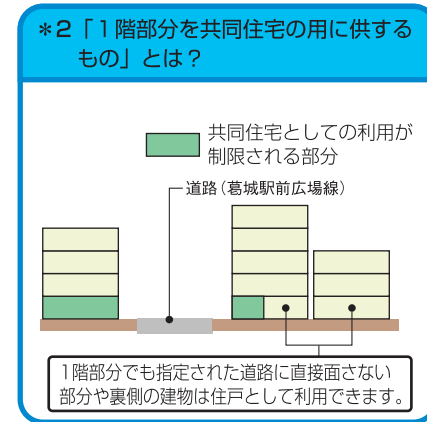 ＊2「１階部分を共同住宅の用に供する
もの」とは？
共同住宅としての利用が
制限される部分
道路（葛城駅前広場線）
1階部分でも指定された道路に直接面さない
部分や裏側の建物は住戸として利用できます。